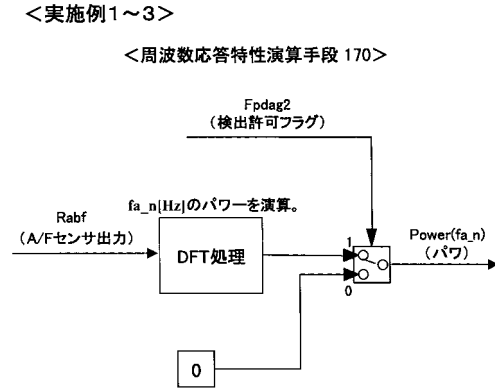 ＜実施例１～３＞
＜周波数応答特性演算手段 170＞
Fpdag2
（検出許可フラグ）
fa_n[Hz]のパワーを演算。
Rabf
（A/Fセンサ出力）
DFT処理
1
0
Power(fa_n)
（パワ）
0